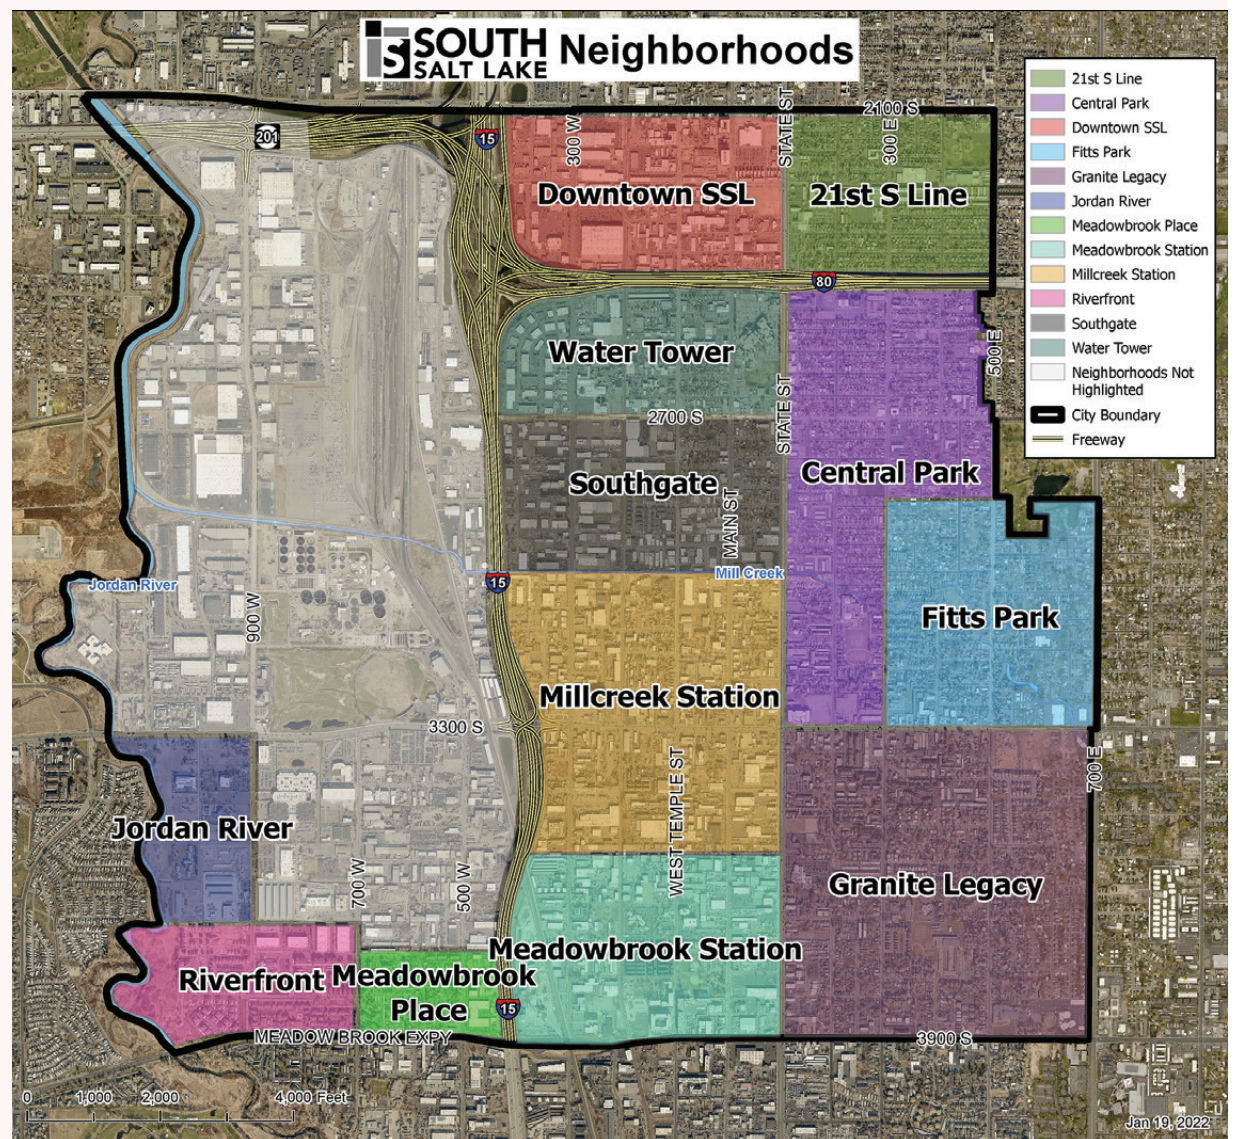 SOUTH
SALT LAKE
Neighborhoods
21st S Line
Central Park
Downtown SSL
Fitts Park
Granite Legacy
Jordan River
Meadowbrook Place
Meadowbrook Station
Millcreek Station
Riverfront
Southgate
Water Tower
Neighborhoods Not
Highlighted
City Boundary
Freeway
2100 S
201
15
300 W
STATE ST
300 E
Downtown SSL
21st S Line
80
Water Tower
500 E
2700 S
STATE ST
Southgate
Central Park
MAIN ST
Mill Creek
Jordan River
15
900 W
Fitts Park
Millcreek Station
3300 S
700 E
WEST TEMPLE ST
Jordan River
700 W
500 W
Granite Legacy
Meadowbrook Station
Riverfront
Meadowbrook
Place
15
MEADOW BROOK EXPY
3900 S
0 1,000 2,000 4,000 Feet
Jan 19, 2022